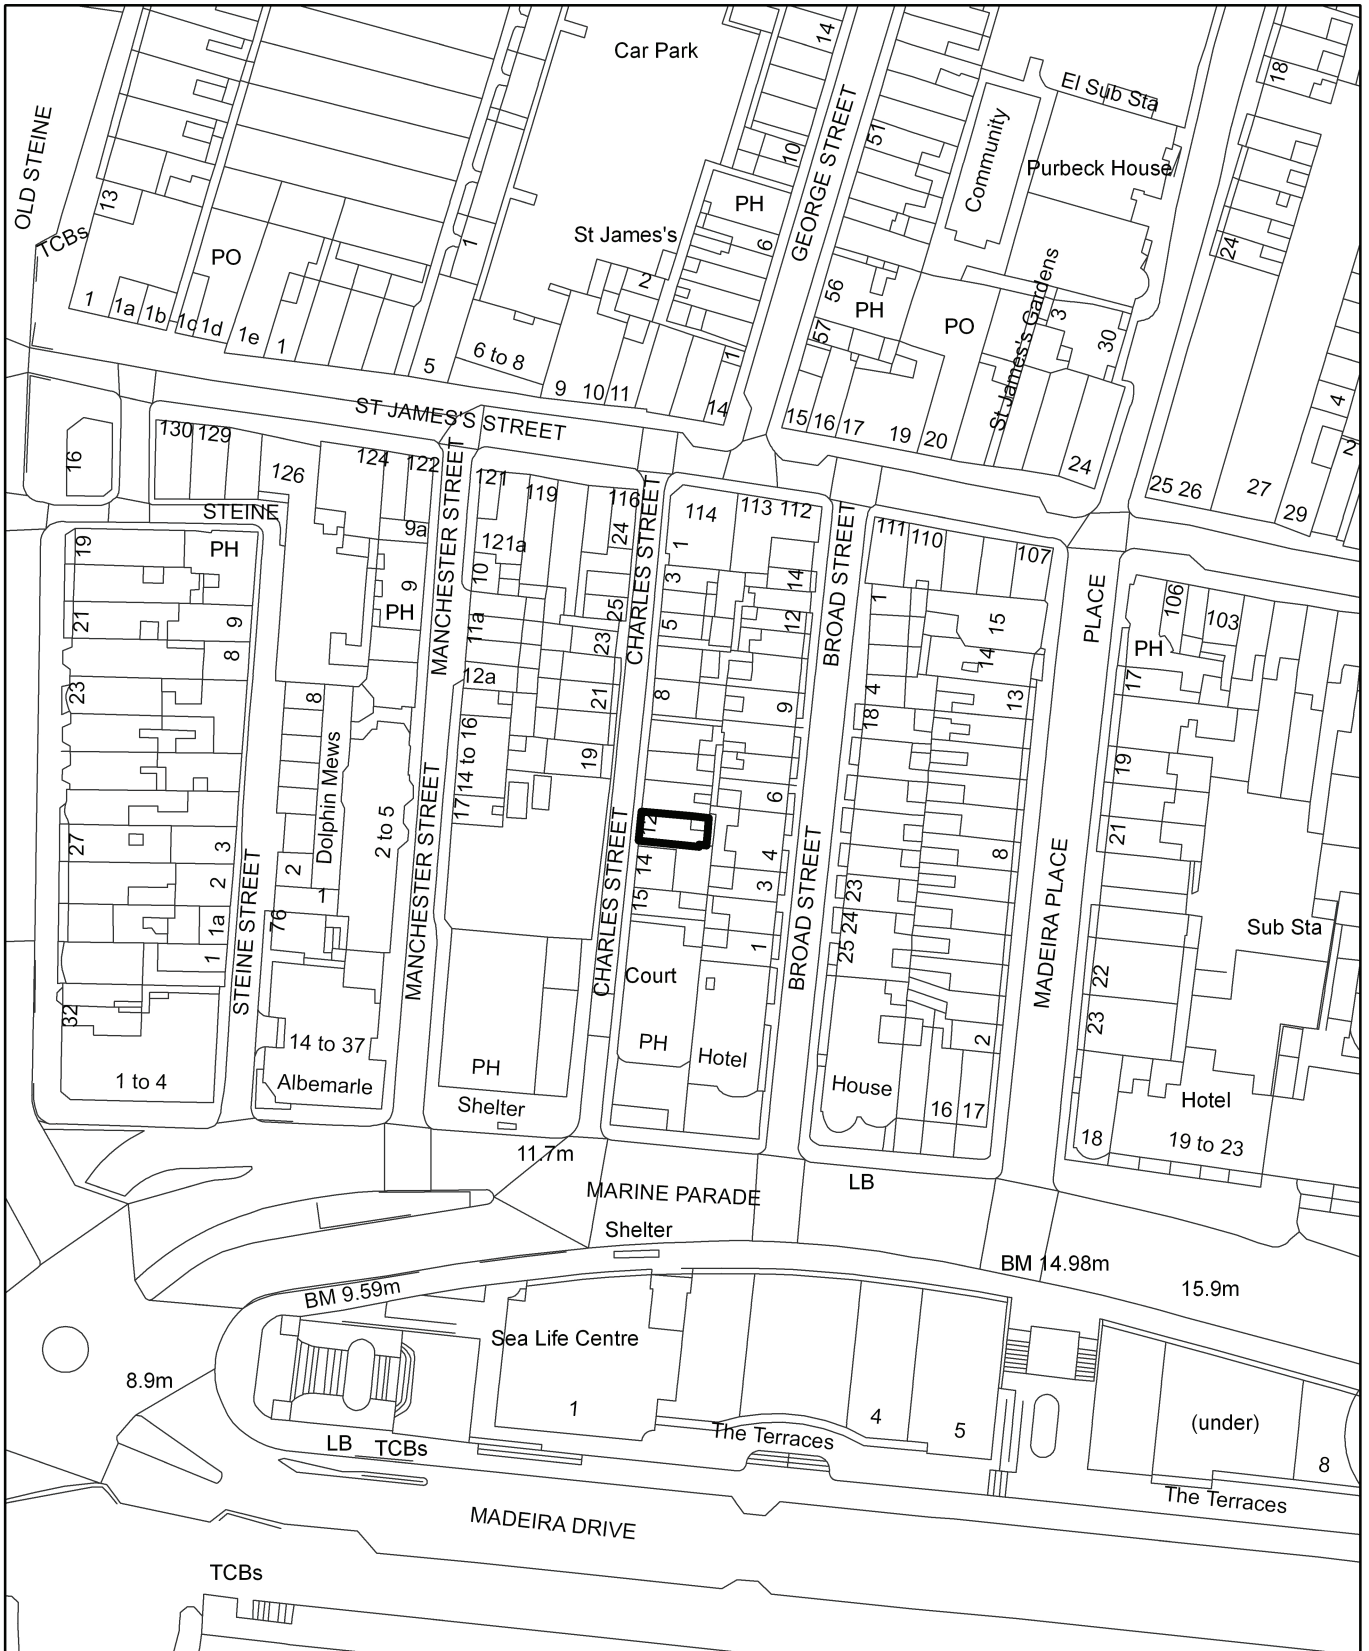 Car Park
14
18
El Sub Sta
OLD STEINE
GEORGE STREET
51
Community
10
Purbeck House
13
PH
TCBs
1
St James's
6
24
PO
2
St James's Gardens
56
PH
3
1
1a
1b
1c
1d
1e
1
57
PO
30
5
6 to 8
1
9
10
11
14
15
16
17
19
20
24
4
2
ST JAMES'S STREET
130
129
16
126
124
122
121
119
116
25
26
27
29
STEINE
9a
MANCHESTER STREET
121a
24
CHARLES STREET
114
113
112
BROAD STREET
111
110
107
19
PH
1
10
9
PH
3
14
PLACE
106
103
21
9
11a
25
5
12
1
15
8
23
14
PH
23
8
12a
21
8
9
4
18
13
17
Dolphin Mews
14 to 16
19
19
17
2 to 5
MANCHESTER STREET
6
27
3
12
21
2
2
14
4
8
CHARLES STREET
BROAD STREET
MADEIRA PLACE
1
15
3
23
1a
76
24
25
Sub Sta
1
1
STEINE STREET
Court
22
32
23
14 to 37
PH
2
Hotel
1 to 4
Albemarle
PH
House
Hotel
Shelter
16
17
18
19 to 23
11.7m
MARINE PARADE
LB
Shelter
BM 14.98m
15.9m
BM 9.59m
Sea Life Centre
8.9m
1
4
5
(under)
8
The Terraces
LB
TCBs
The Terraces
MADEIRA DRIVE
TCBs